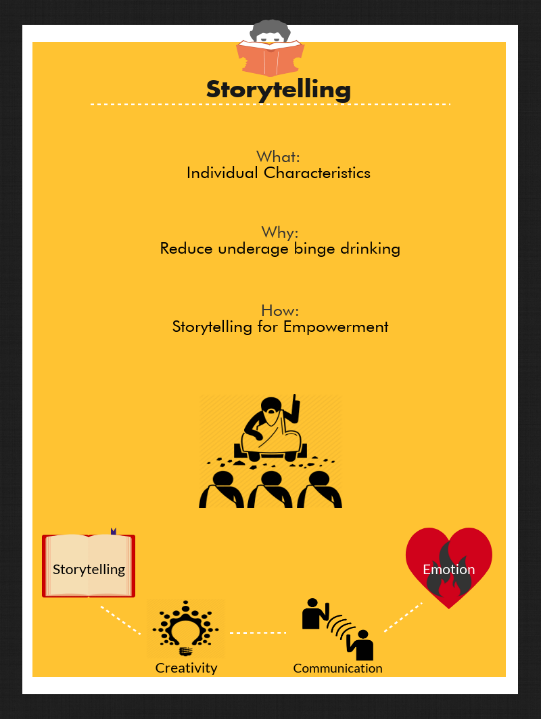 Storytelling
What:
Individual Characteristics
Why:
Reduce underage binge drinking
How:
Storytelling for Empowerment
Storytelling
Emotion
Creativity
Communication